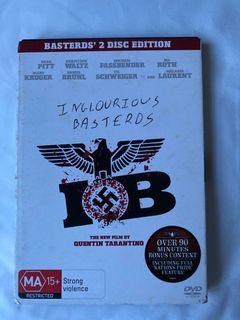 BASTERDS' 2 DISC EDITION
BRAD PITT CHRISTOPH WALTZ MICHAEL FASSBENDER ELI ROTH
DIANE KRUGER DANIEL BRÜHL TIL SCHWEIGER AND MÉLANIE LAURENT
INGLOURIOUS
BASTERDS
IB
THE NEW FILM BY
QUENTIN TARANTINO
OVER 90
MINUTES
BONUS CONTENT
INCLUDING FULL
NATIONS PRIDE
FEATURE
MA 15+ Strong
violence
RESTRICTED
DVD